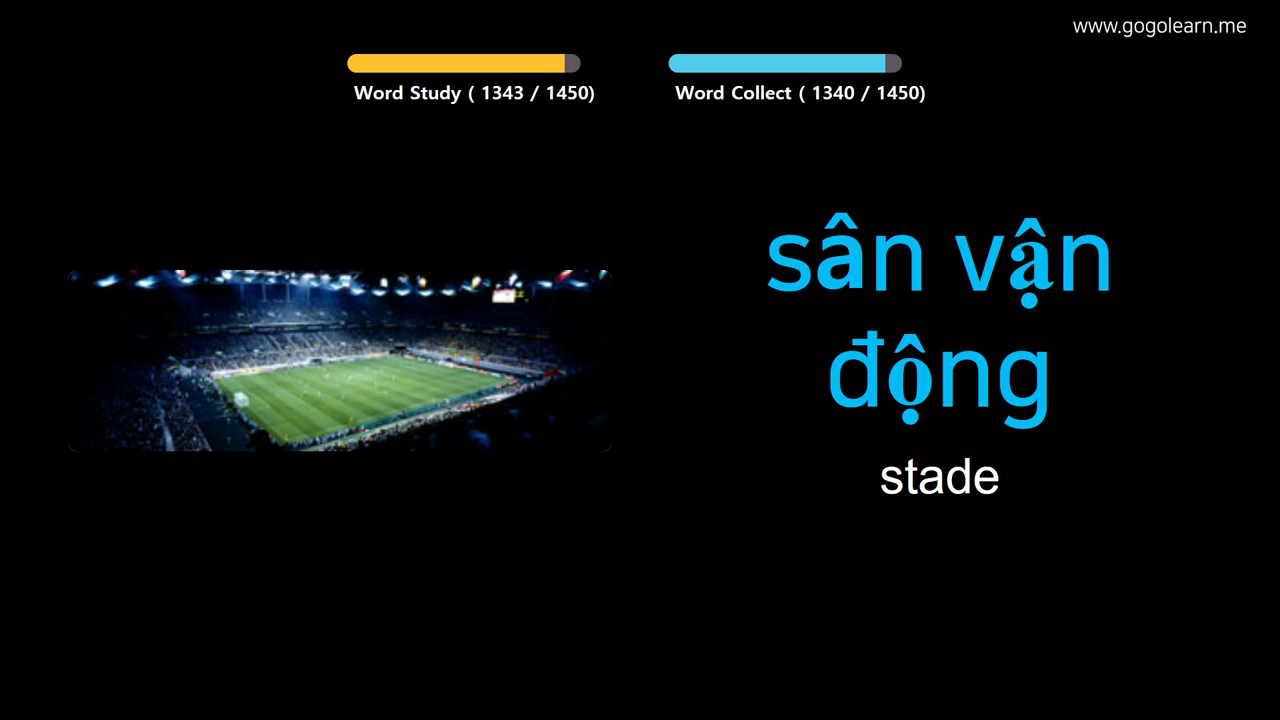 www.gogolearn.me
Word Study ( 1343 / 1450)
Word Collect ( 1340 / 1450)
sân vận
động
stade